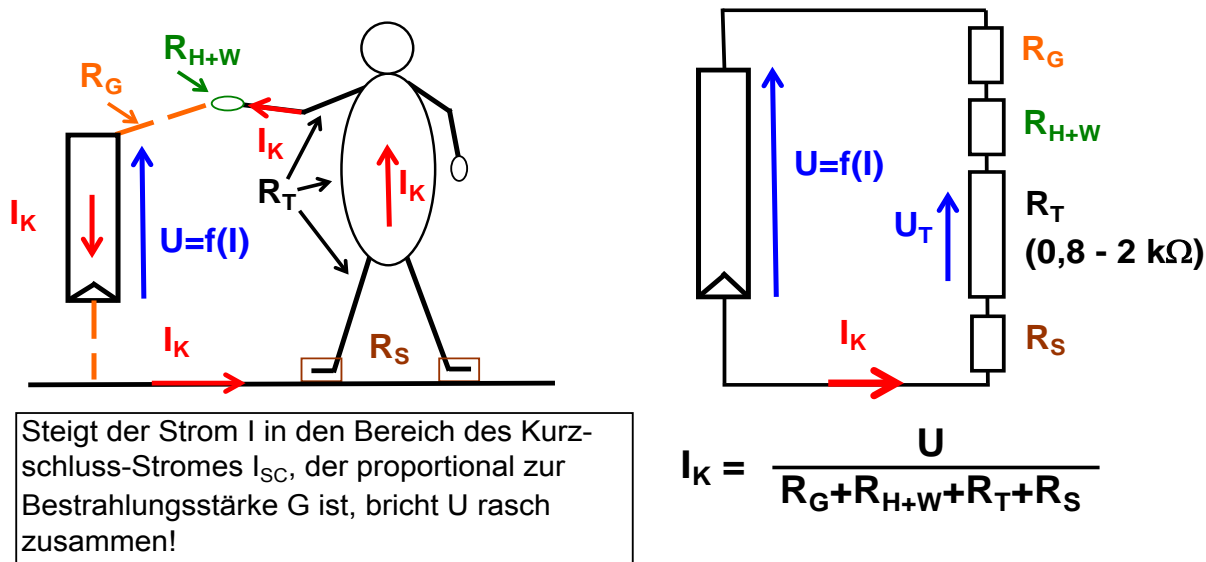 R_H+W
R_G
I_K
I_K
U=f(I)
R_T
I_K
I_K
R_S
Steigt der Strom I in den Bereich des Kurz-
schluss-Stromes I_SC, der proportional zur
Bestrahlungsstärke G ist, bricht U rasch
zusammen!
R_G
R_H+W
U=f(I)
U_T
R_T
(0,8 - 2 kΩ)
I_K
R_S
I_K = U
R_G+R_H+W+R_T+R_S